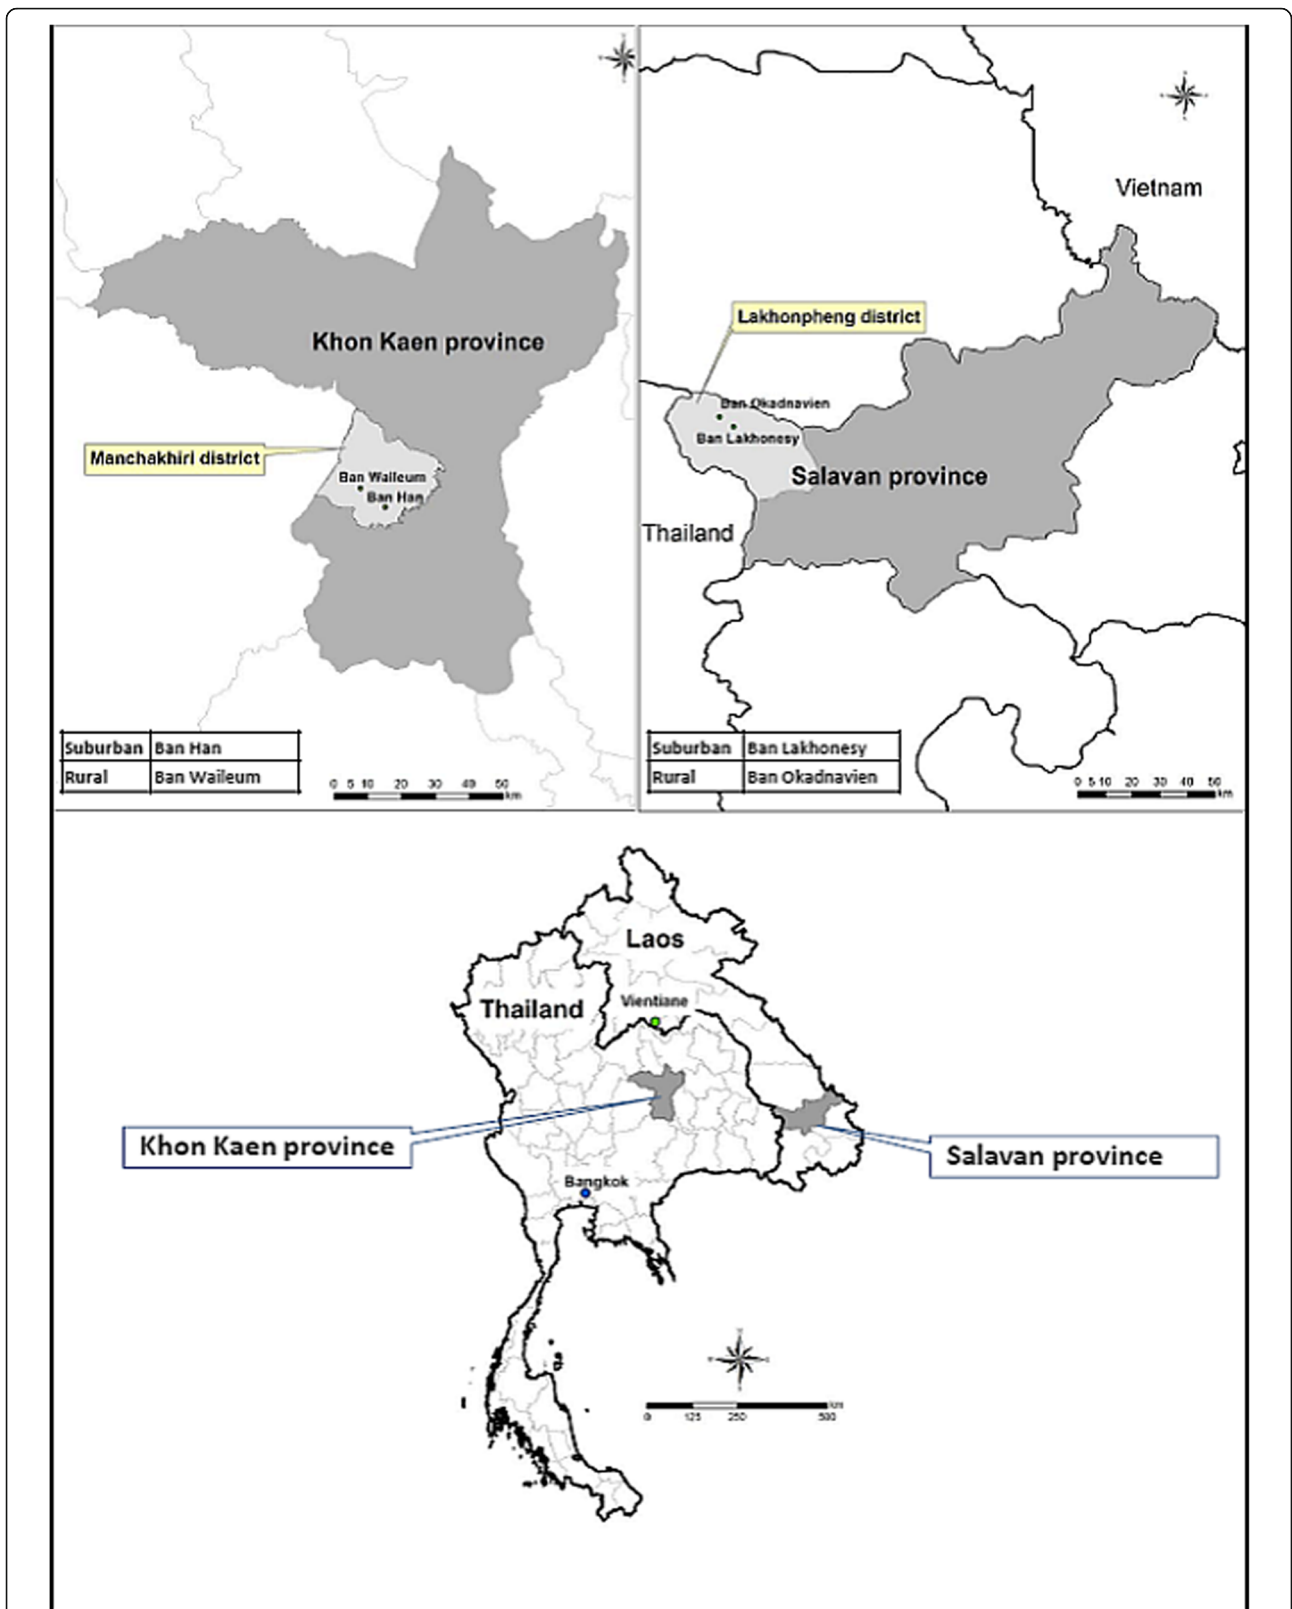 Khon Kaen province
Manchakhiri district
Ban Waileum
Ban Han
Suburban Ban Han
Rural Ban Waileum
0 5 10 20 30 40 50
km
Vietnam
Lakhonpheng district
Ban Okadnavien
Ban Lakhonesy
Salavan province
Thailand
Suburban Ban Lakhonesy
Rural Ban Okadnavien
0 5 10 20 30 40 50
km
Laos
Thailand
Vientiane
Khon Kaen province
Salavan province
Bangkok
km
0 125 250 500